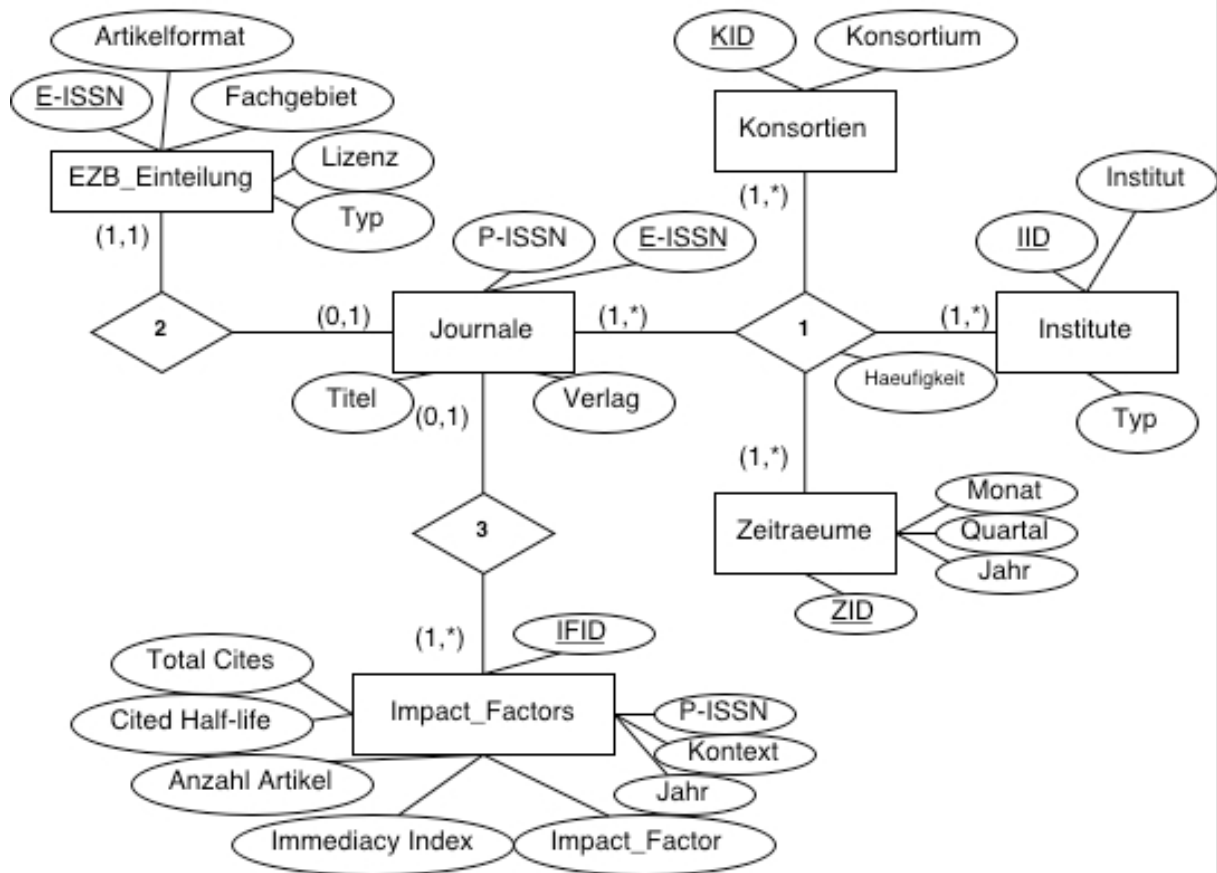 Artikelformat
KID
Konsortium
E-ISSN
Fachgebiet
Konsortien
EZB_Einteilung
Lizenz
Typ
(1,1)
(1,*)
Institut
P-ISSN
E-ISSN
IID
2
(0,1)
Journale
(1,*)
1
(1,*)
Institute
Haeufigkeit
Titel
(0,1)
Verlag
Typ
(1,*)
3
Zeitraeume
Monat
Quartal
Jahr
ZID
(1,*)
IFID
Total Cites
Cited Half-life
Impact_Factors
P-ISSN
Kontext
Anzahl Artikel
Jahr
Immediacy Index
Impact_Factor